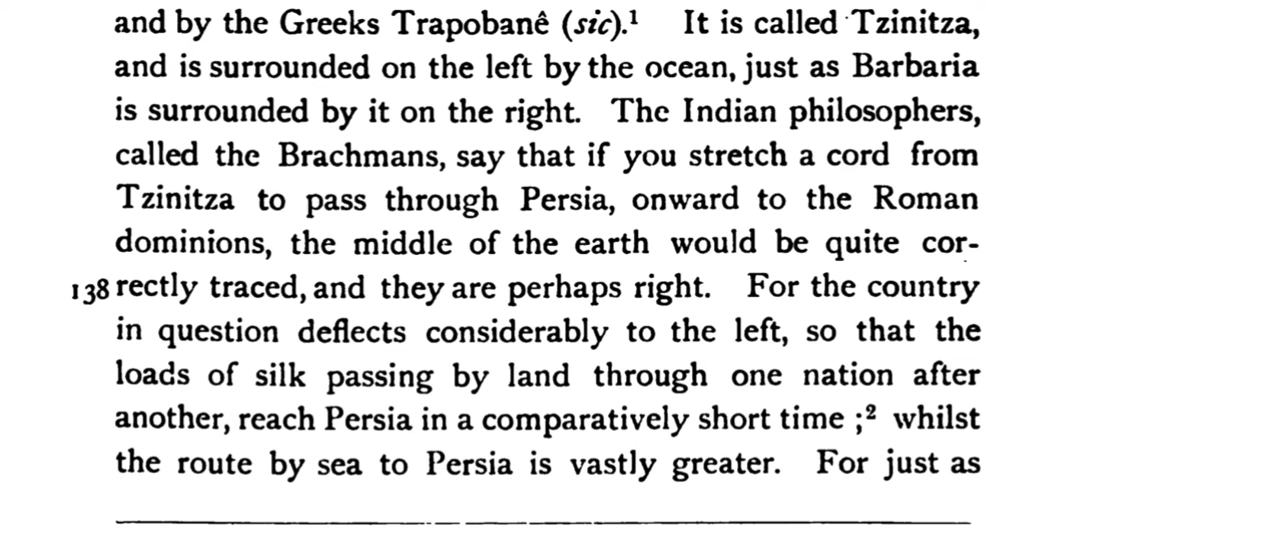 and by the Greeks Trapobanê (sic).¹ It is called Tzinitza,
and is surrounded on the left by the ocean, just as Barbaria
is surrounded by it on the right. The Indian philosophers,
called the Brachmans, say that if you stretch a cord from
Tzinitza to pass through Persia, onward to the Roman
dominions, the middle of the earth would be quite cor-
138 rectly traced, and they are perhaps right. For the country
in question deflects considerably to the left, so that the
loads of silk passing by land through one nation after
another, reach Persia in a comparatively short time ;² whilst
the route by sea to Persia is vastly greater. For just as